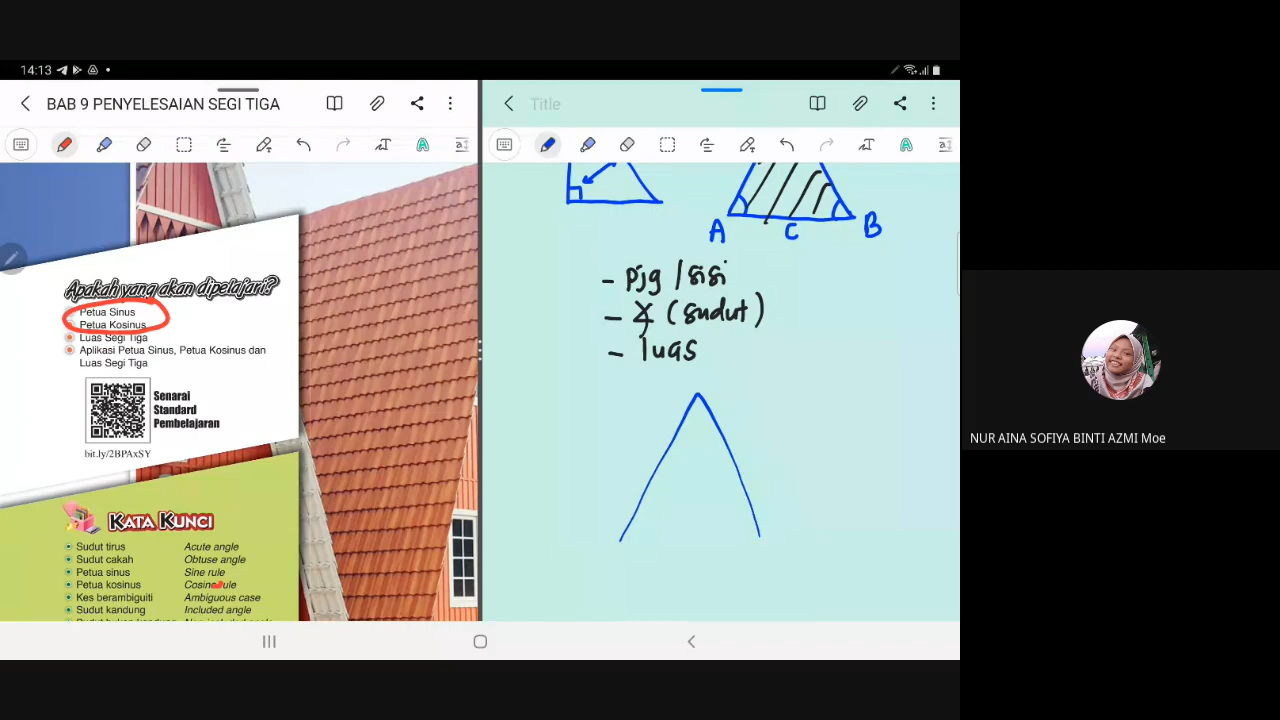 14:13
BAB 9 PENYELESAIAN SEGI TIGA
Title
Apakah yang akan dipelajari?
Petua Sinus
Petua Kosinus
Luas Segi Tiga
Aplikasi Petua Sinus, Petua Kosinus dan
Luas Segi Tiga
Senarai
Standard
Pembelajaran
bit.ly/2BPAxSY
KATA KUNCI
Sudut tirus Acute angle
Sudut cakah Obtuse angle
Petua sinus Sine rule
Petua kosinus Cosine rule
Kes berambiguiti Ambiguous case
Sudut kandung Included angle
A C B
- pjg / sisi
- ∡ (sudut)
- luas
NUR AINA SOFIYA BINTI AZMI Moe